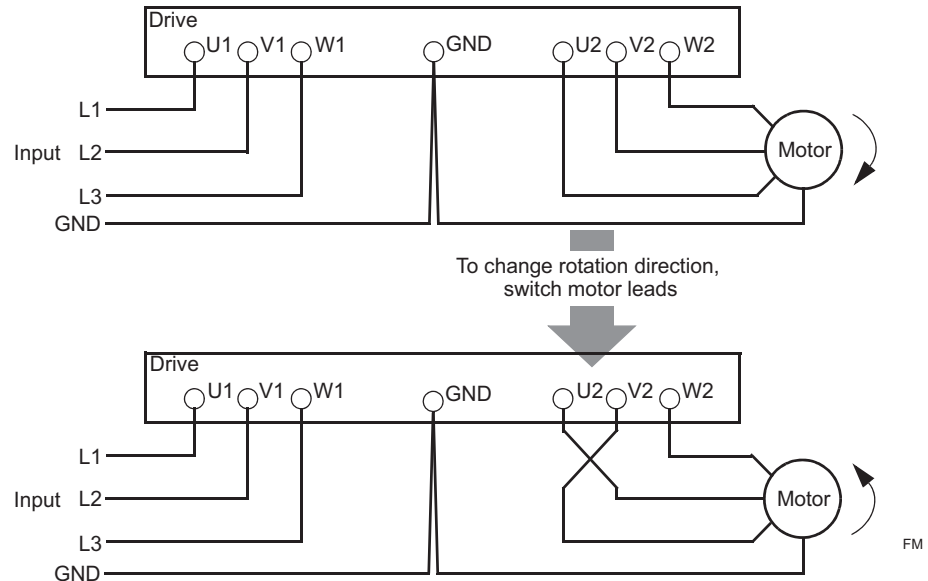 Drive
U1 V1 W1 GND U2 V2 W2
L1
Input L2 Motor
L3
GND
To change rotation direction,
switch motor leads
Drive
U1 V1 W1 GND U2 V2 W2
L1
Input L2 Motor
L3 FM
GND